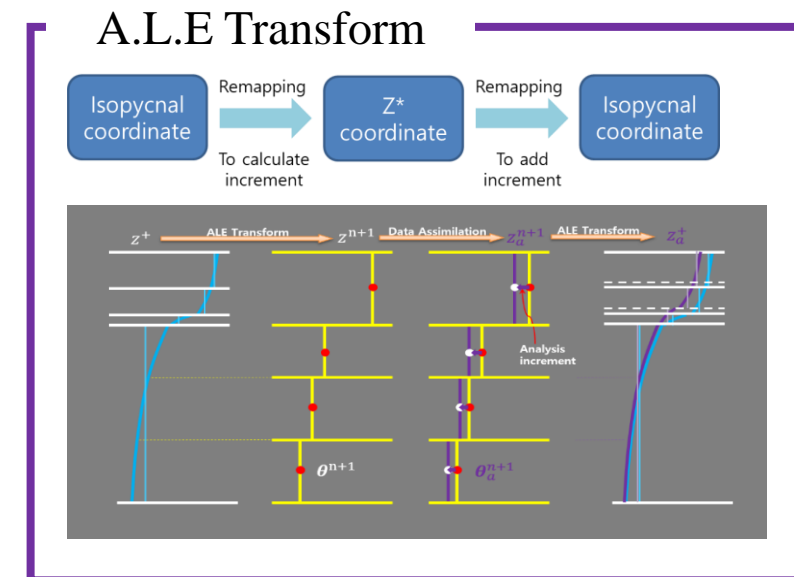 A.L.E Transform
Isopycnal
coordinate
Remapping
To calculate
increment
Z*
coordinate
Remapping
To add
increment
Isopycnal
coordinate
z⁺
ALE Transform
zⁿ⁺¹
Data Assimilation
zₐⁿ⁺¹
ALE Transform
zₐ⁺
Analysis
increment
θⁿ⁺¹
θₐⁿ⁺¹